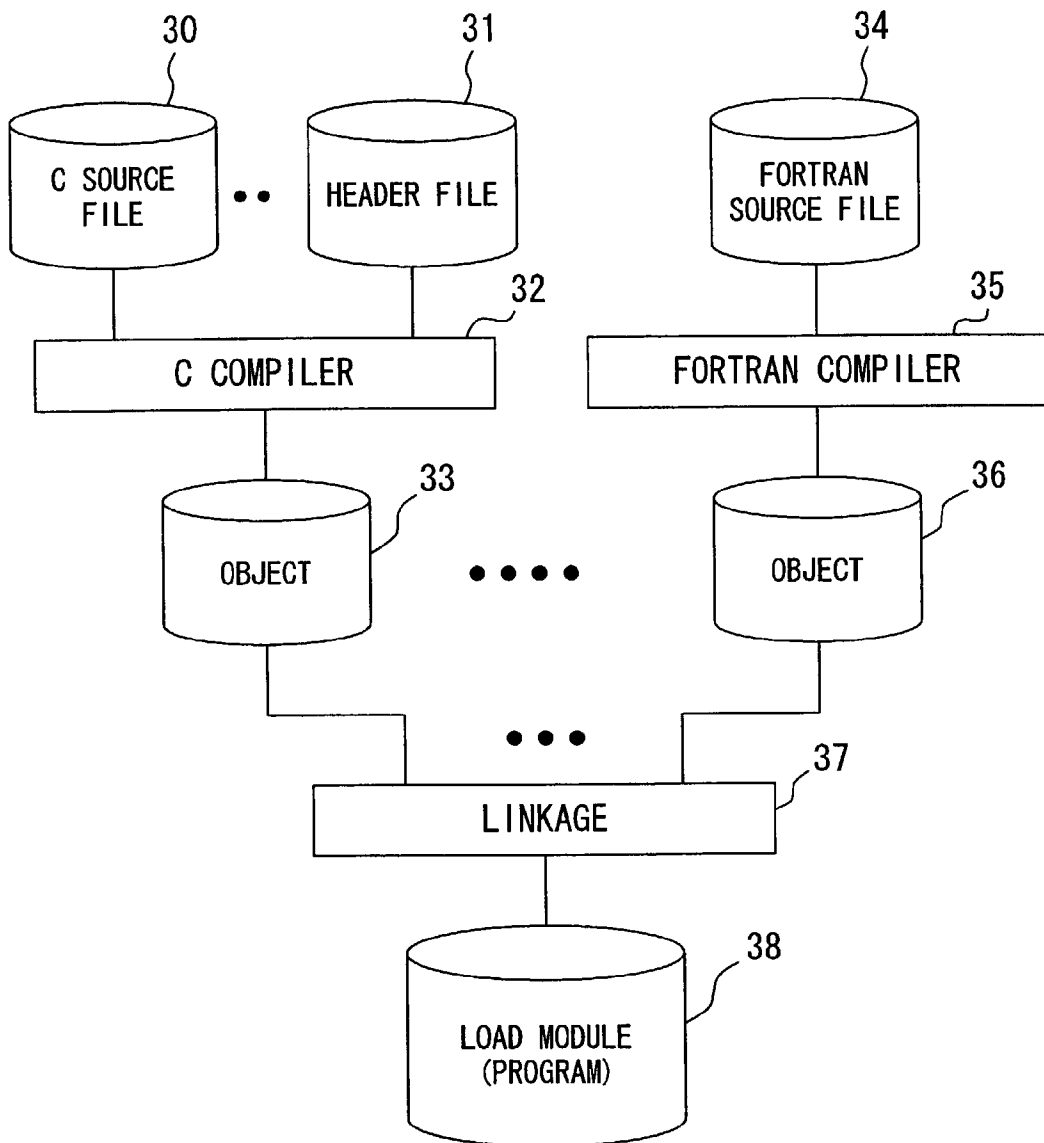 30
31
34
C SOURCE
FILE
HEADER FILE
FORTRAN
SOURCE FILE
32
35
C COMPILER
FORTRAN COMPILER
33
36
OBJECT
OBJECT
37
LINKAGE
38
LOAD MODULE
(PROGRAM)